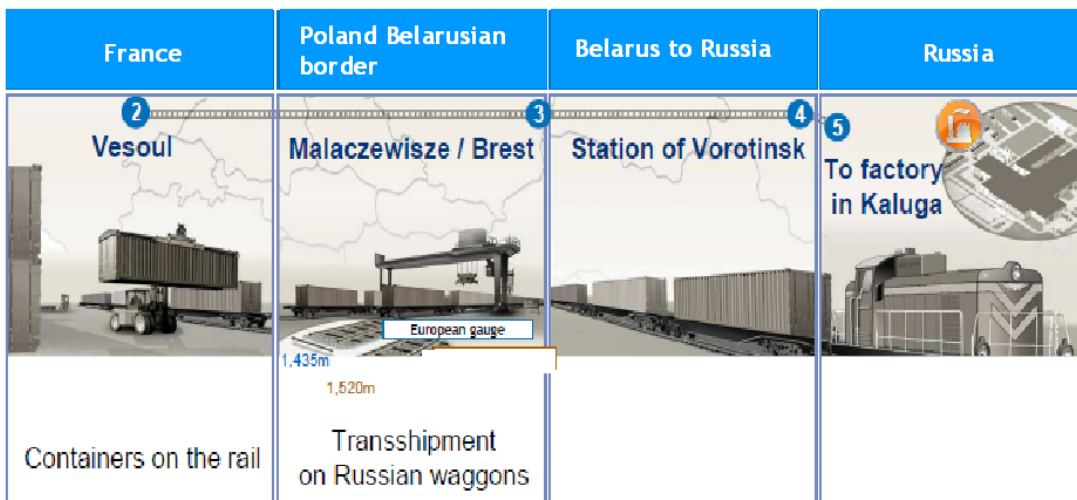 France
Poland Belarusian
border
Belarus to Russia
Russia
2
3
4
5
Vesoul
Malaczewisze / Brest
Station of Vorotinsk
To factory
in Kaluga
European gauge
1,435m
1,520m
Containers on the rail
Transshipment
on Russian waggons